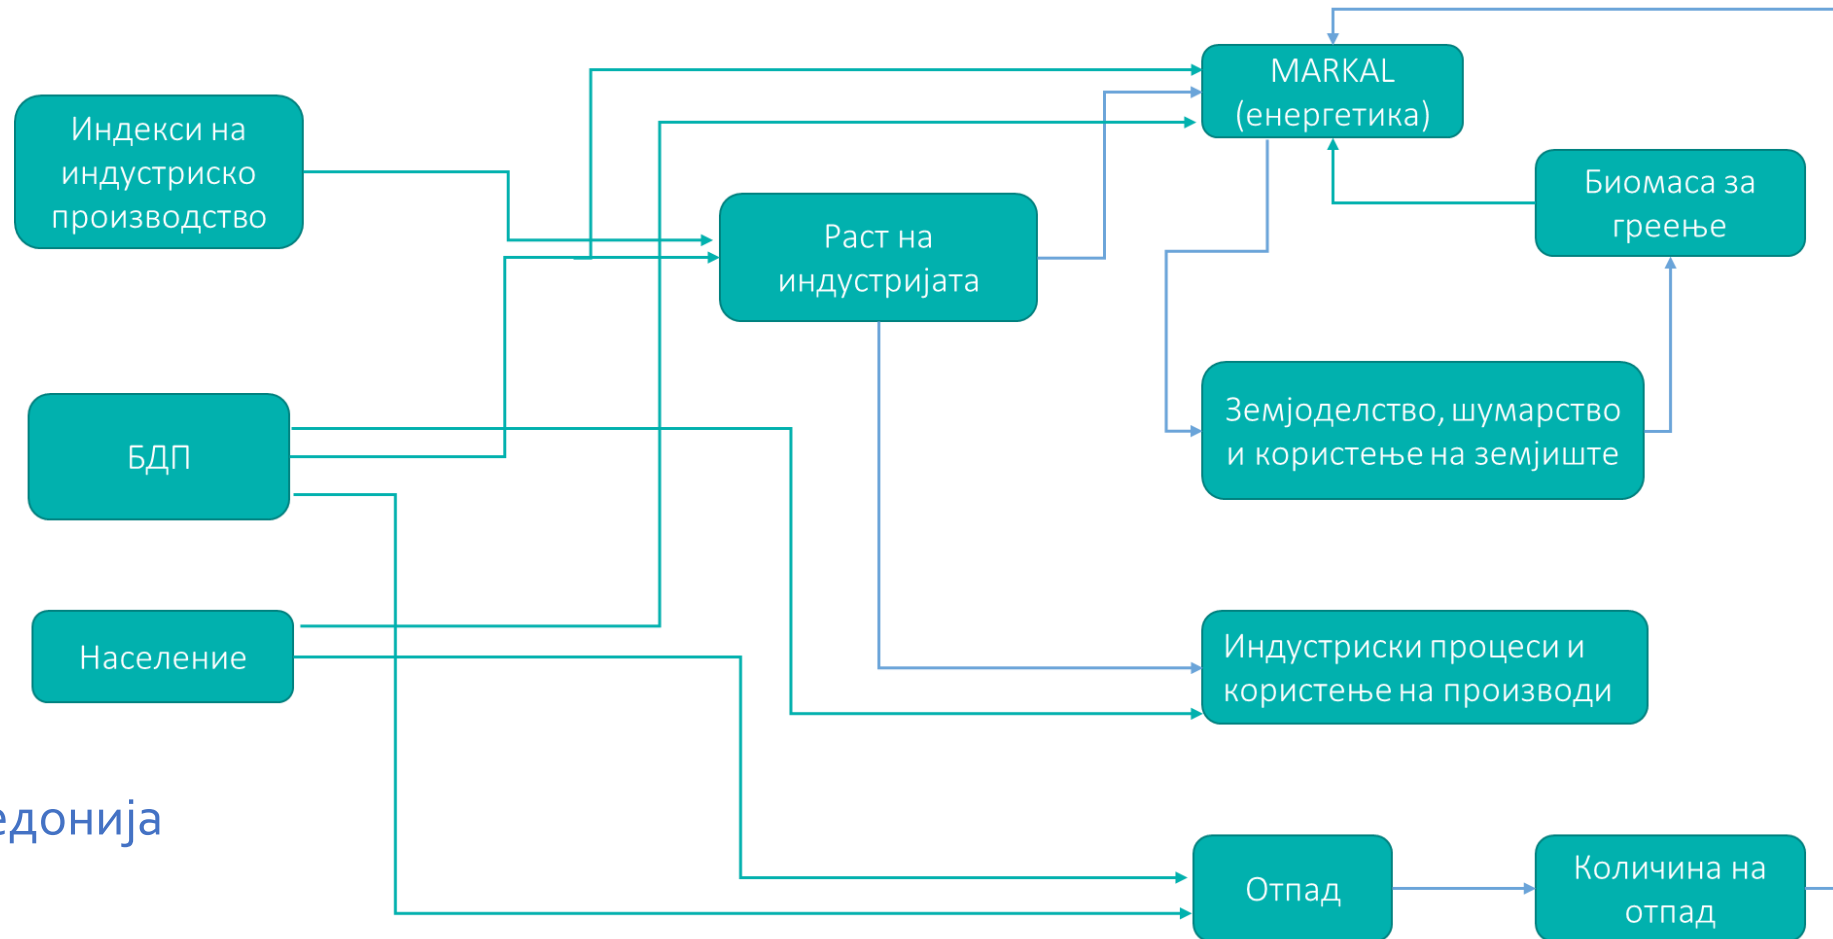 MARKAL
(енергетика)
Индекси на
индустриско
производство
Биомаса за
греење
Раст на
индустријата
Земјоделство, шумарство
и користење на земјиште
БДП
Население
Индустриски процеси и
користење на производи
едонија
Отпад
Количина на
отпад